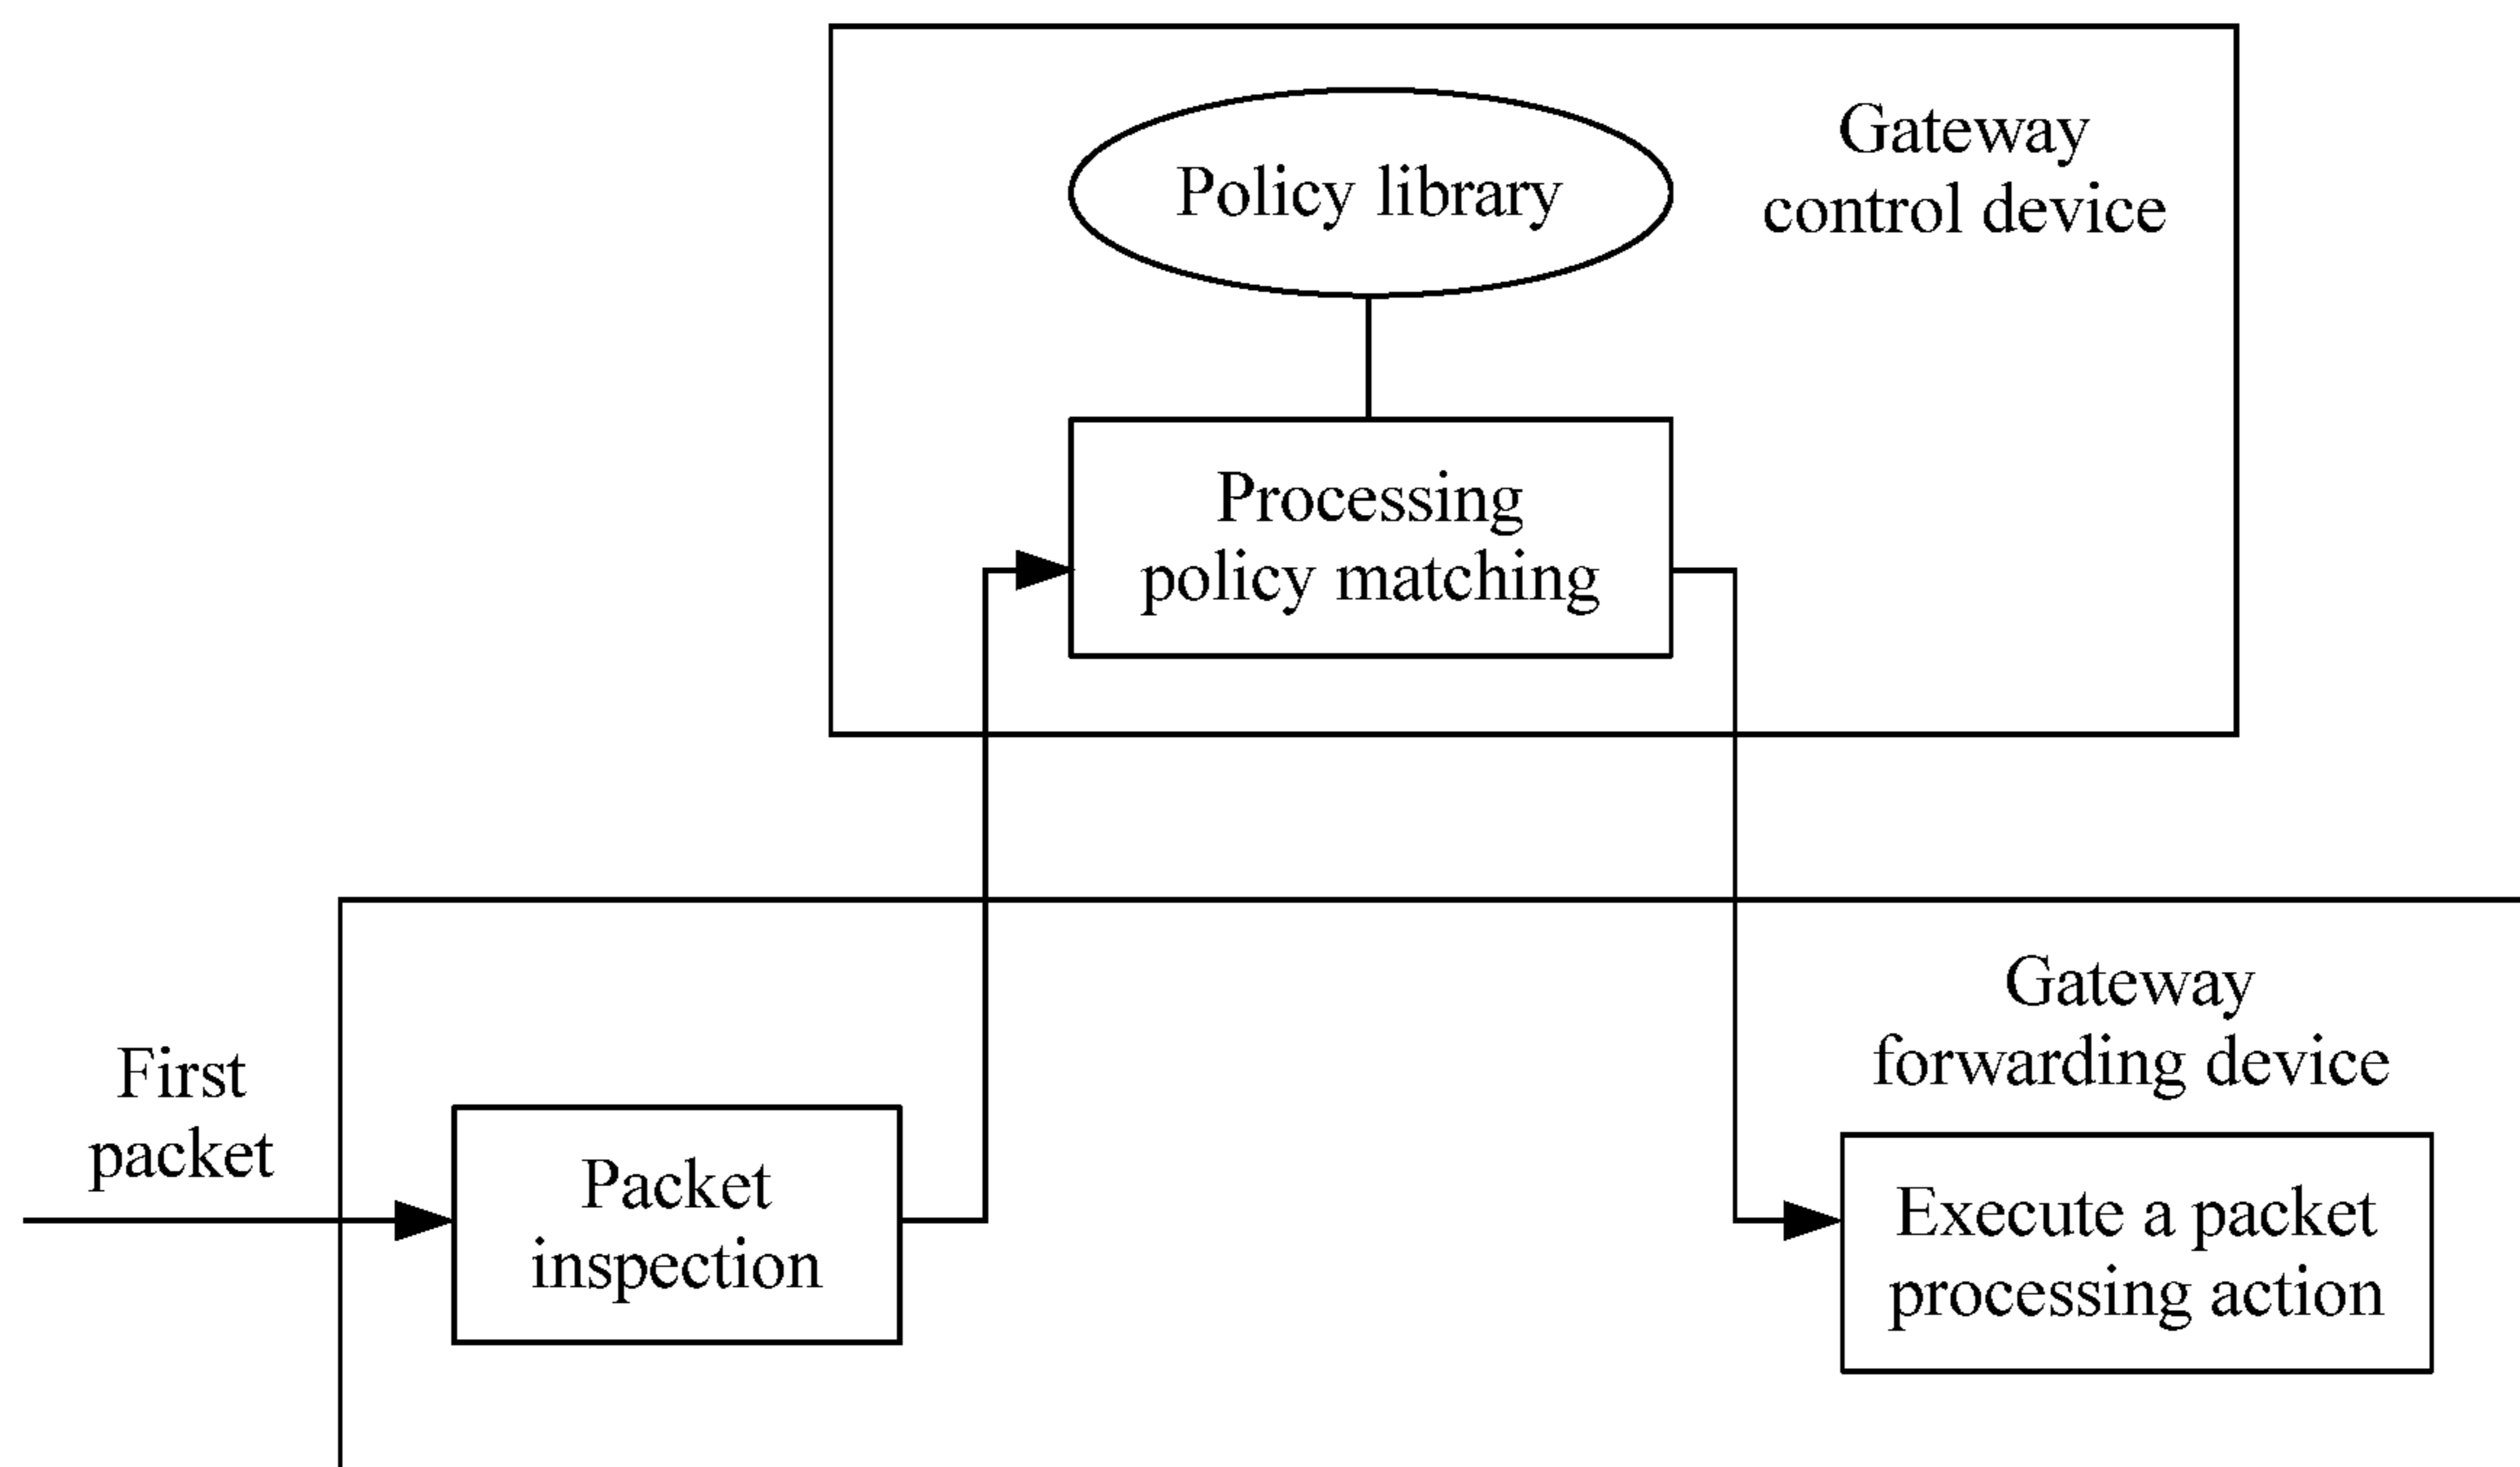 Gateway
control device
Policy library
Processing
policy matching
Gateway
forwarding device
First
packet
Packet
inspection
Execute a packet
processing action